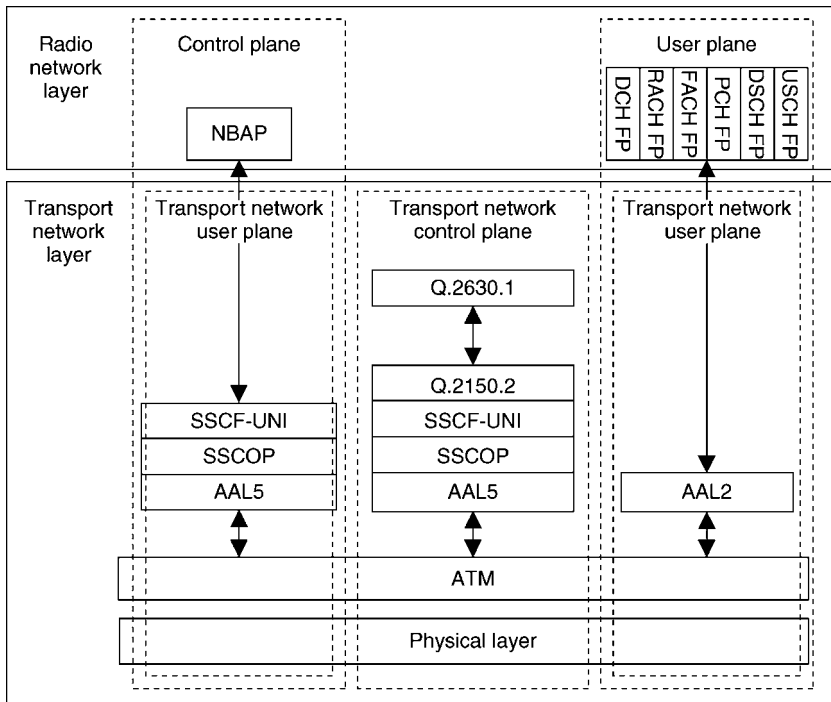 Radio
network
layer
Control plane
User plane
NBAP
DCH FP
RACH FP
FACH FP
PCH FP
DSCH FP
USCH FP
Transport
network
layer
Transport network
user plane
Transport network
control plane
Transport network
user plane
Q.2630.1
Q.2150.2
SSCF-UNI
SSCF-UNI
SSCOP
SSCOP
AAL5
AAL5
AAL2
ATM
Physical layer